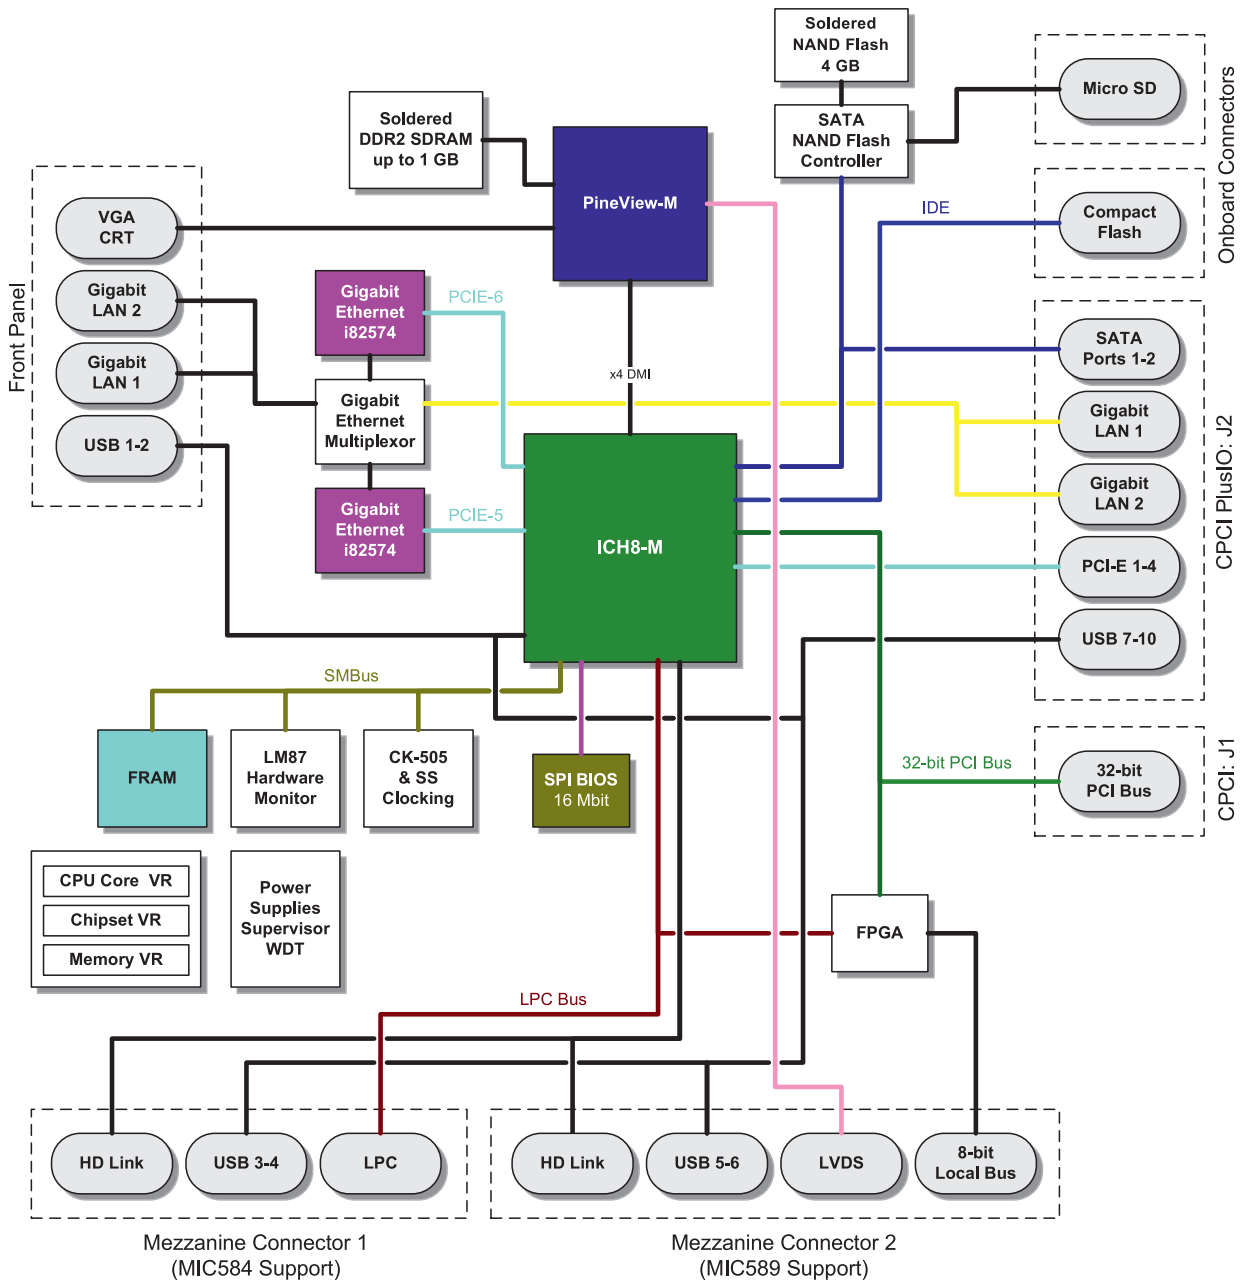 Soldered
NAND Flash
4 GB
Micro SD
Onboard Connectors
Soldered
DDR2 SDRAM
up to 1 GB
SATA
NAND Flash
Controller
PineView-M
IDE
Compact
Flash
Front Panel
VGA
CRT
Gigabit
LAN 2
Gigabit
LAN 1
USB 1-2
Gigabit
Ethernet
i82574
PCIE-6
x4 DMI
Gigabit
Ethernet
Multiplexor
Gigabit
Ethernet
i82574
PCIE-5
ICH8-M
SATA
Ports 1-2
Gigabit
LAN 1
Gigabit
LAN 2
PCI-E 1-4
USB 7-10
CPCI PlusIO: J2
SMBus
FRAM
LM87
Hardware
Monitor
CK-505
& SS
Clocking
SPI BIOS
16 Mbit
32-bit PCI Bus
32-bit
PCI Bus
CPCI: J1
CPU Core VR
Chipset VR
Memory VR
Power
Supplies
Supervisor
WDT
FPGA
LPC Bus
HD Link
USB 3-4
LPC
HD Link
USB 5-6
LVDS
8-bit
Local Bus
Mezzanine Connector 1
(MIC584 Support)
Mezzanine Connector 2
(MIC589 Support)